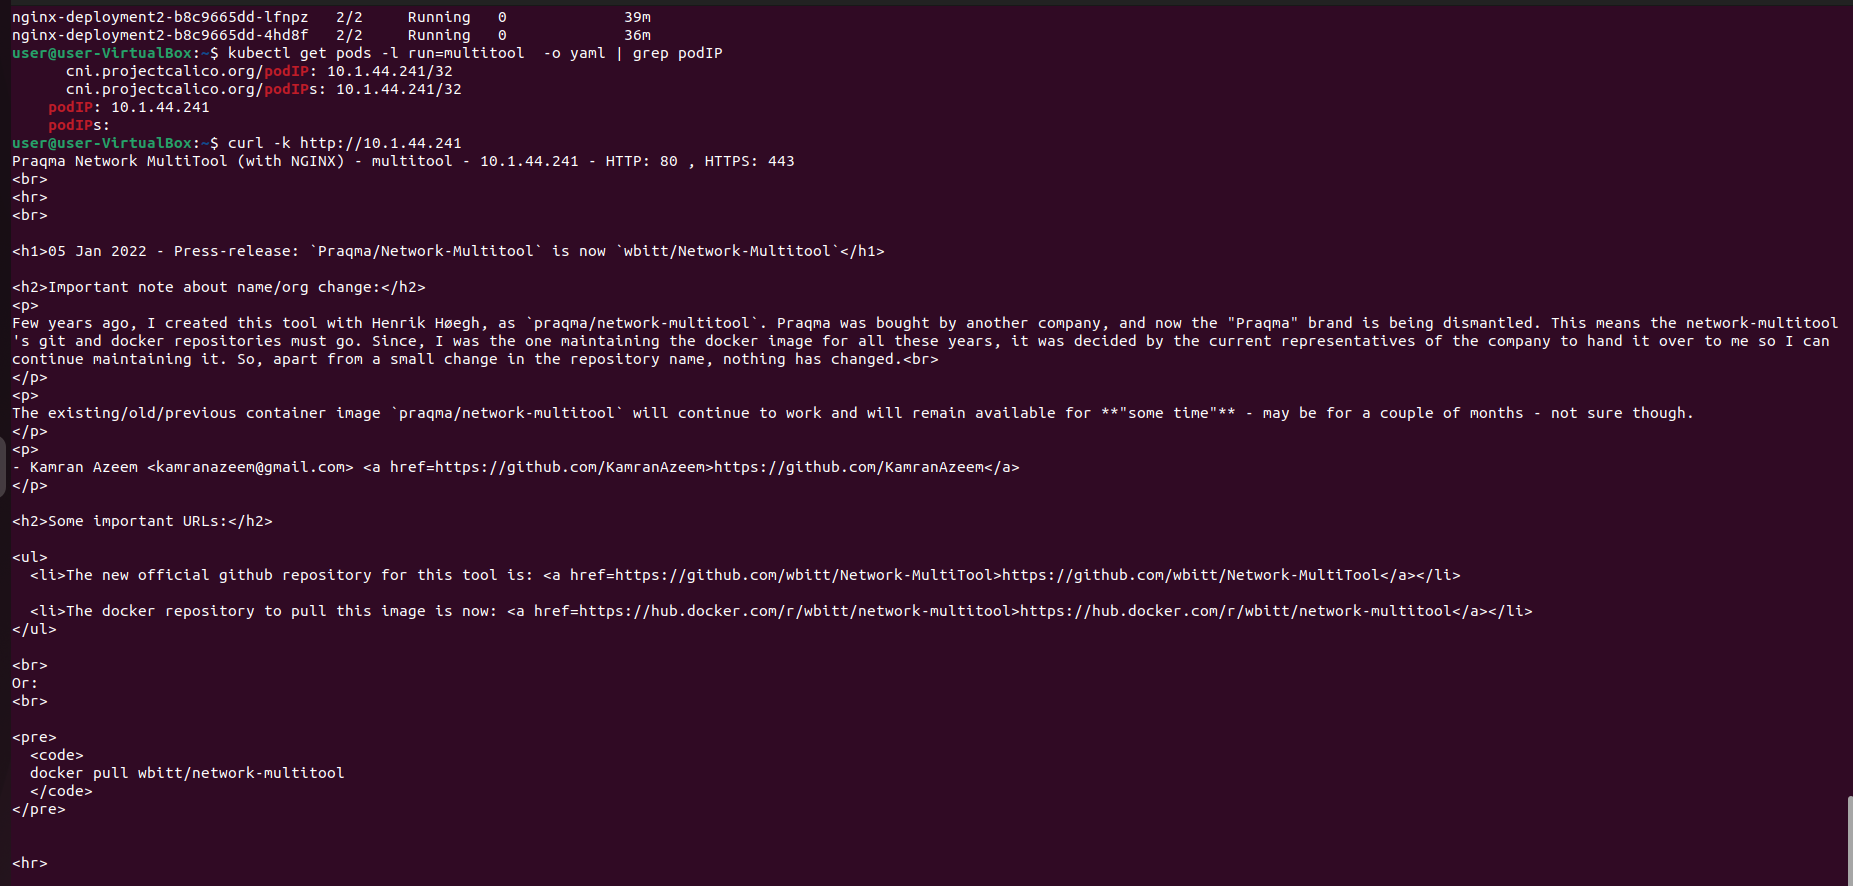 nginx-deployment2-b8c9665dd-lfnpz   2/2     Running   0             39m
nginx-deployment2-b8c9665dd-4hd8f   2/2     Running   0             36m
user@user-VirtualBox:~$ kubectl get pods -l run=multitool  -o yaml | grep podIP
      cni.projectcalico.org/podIP: 10.1.44.241/32
      cni.projectcalico.org/podIPs: 10.1.44.241/32
    podIP: 10.1.44.241
    podIPs:
user@user-VirtualBox:~$ curl -k http://10.1.44.241
Praqma Network MultiTool (with NGINX) - multitool - 10.1.44.241 - HTTP: 80 , HTTPS: 443
<br>
<hr>
<br>

<h1>05 Jan 2022 - Press-release: `Praqma/Network-Multitool` is now `wbitt/Network-Multitool`</h1>

<h2>Important note about name/org change:</h2>
<p>
Few years ago, I created this tool with Henrik Høegh, as `praqma/network-multitool`. Praqma was bought by another company, and now the "Praqma" brand is being dismantled. This means the network-multitool
's git and docker repositories must go. Since, I was the one maintaining the docker image for all these years, it was decided by the current representatives of the company to hand it over to me so I can
continue maintaining it. So, apart from a small change in the repository name, nothing has changed.<br>
</p>
<p>
The existing/old/previous container image `praqma/network-multitool` will continue to work and will remain available for **"some time"** - may be for a couple of months - not sure though.
</p>
<p>
- Kamran Azeem <kamranazeem@gmail.com> <a href=https://github.com/KamranAzeem>https://github.com/KamranAzeem</a>
</p>

<h2>Some important URLs:</h2>

<ul>
  <li>The new official github repository for this tool is: <a href=https://github.com/wbitt/Network-MultiTool>https://github.com/wbitt/Network-MultiTool</a></li>

  <li>The docker repository to pull this image is now: <a href=https://hub.docker.com/r/wbitt/network-multitool>https://hub.docker.com/r/wbitt/network-multitool</a></li>
</ul>

<br>
Or:
<br>

<pre>
  <code>
  docker pull wbitt/network-multitool
  </code>
</pre>


<hr>